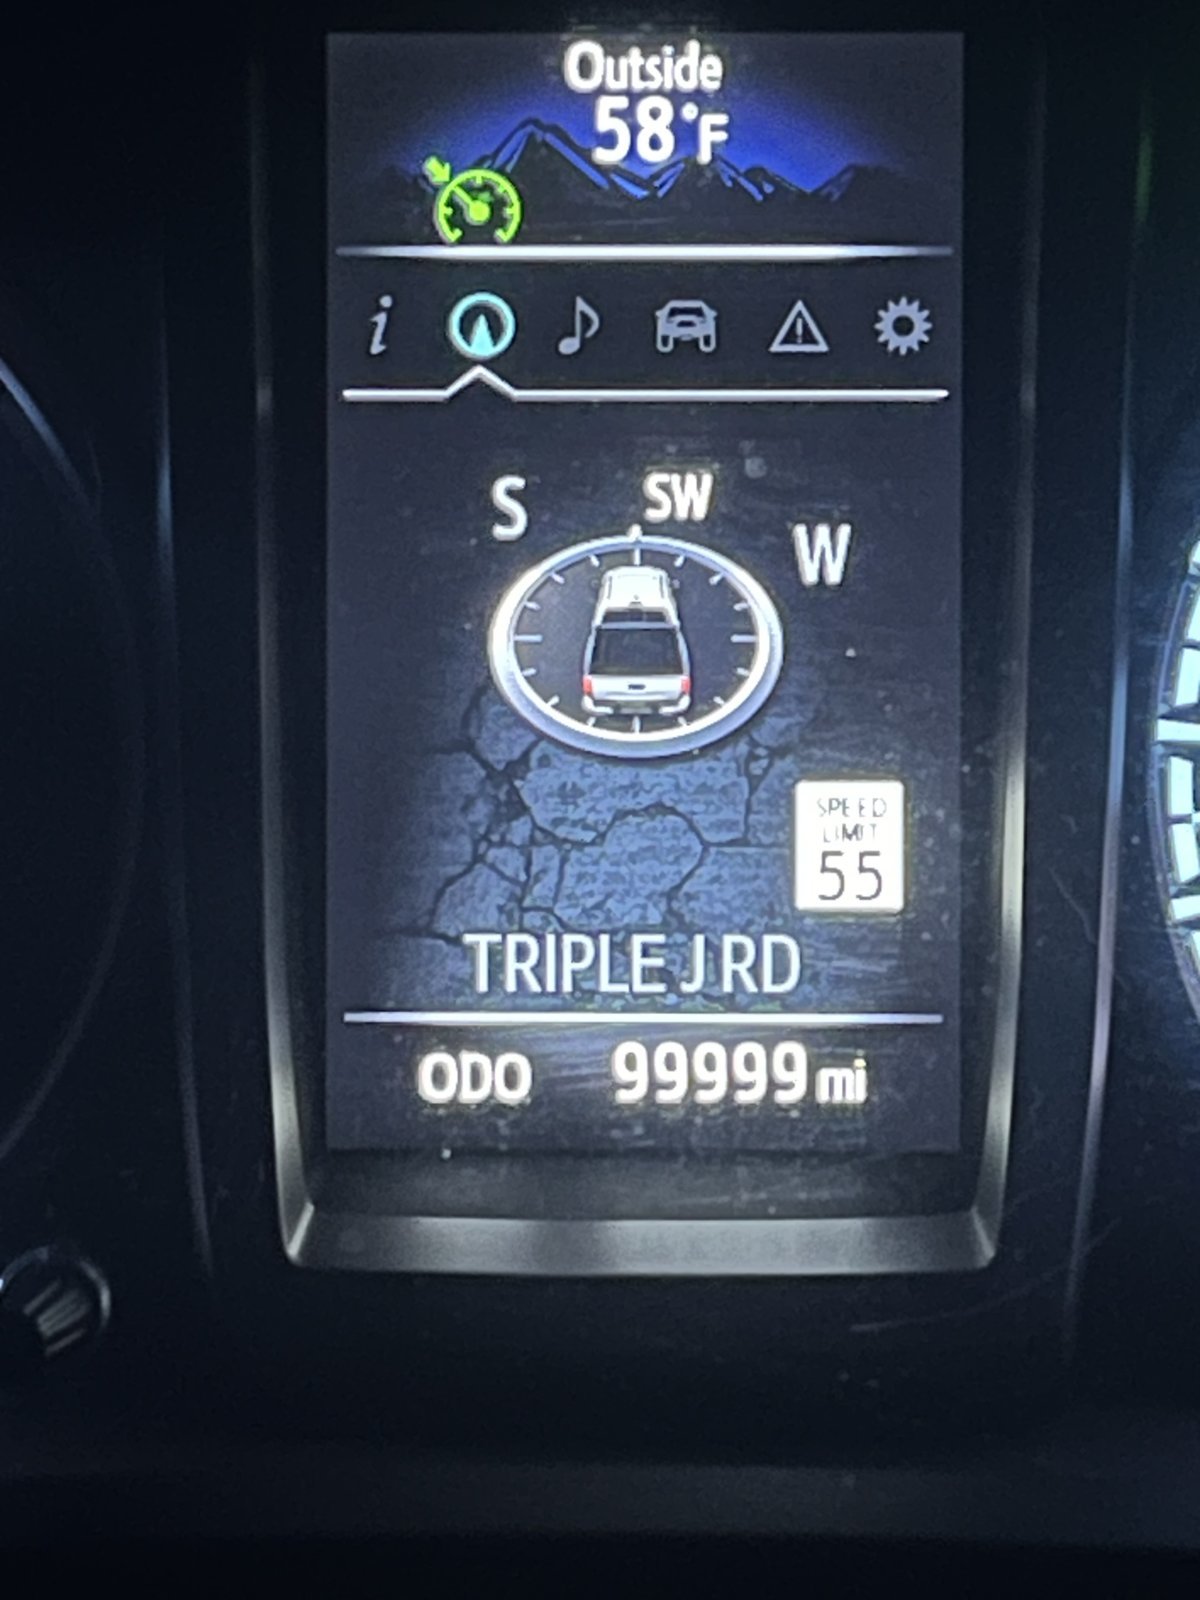 Outside
58°F
i
S SW W
SPEED
LIMIT
55
TRIPLE J RD
ODO 99999 mi